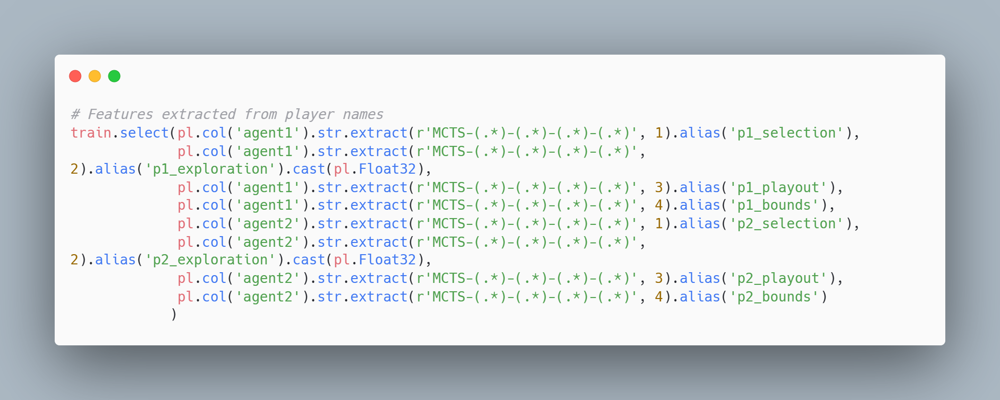 # Features extracted from player names
train.select(pl.col('agent1').str.extract(r'MCTS-(.*)-(.*)-(.*)-(.*)', 1).alias('p1_selection'),
             pl.col('agent1').str.extract(r'MCTS-(.*)-(.*)-(.*)-(.*)',
2).alias('p1_exploration').cast(pl.Float32),
             pl.col('agent1').str.extract(r'MCTS-(.*)-(.*)-(.*)-(.*)', 3).alias('p1_playout'),
             pl.col('agent1').str.extract(r'MCTS-(.*)-(.*)-(.*)-(.*)', 4).alias('p1_bounds'),
             pl.col('agent2').str.extract(r'MCTS-(.*)-(.*)-(.*)-(.*)', 1).alias('p2_selection'),
             pl.col('agent2').str.extract(r'MCTS-(.*)-(.*)-(.*)-(.*)',
2).alias('p2_exploration').cast(pl.Float32),
             pl.col('agent2').str.extract(r'MCTS-(.*)-(.*)-(.*)-(.*)', 3).alias('p2_playout'),
             pl.col('agent2').str.extract(r'MCTS-(.*)-(.*)-(.*)-(.*)', 4).alias('p2_bounds')
            )